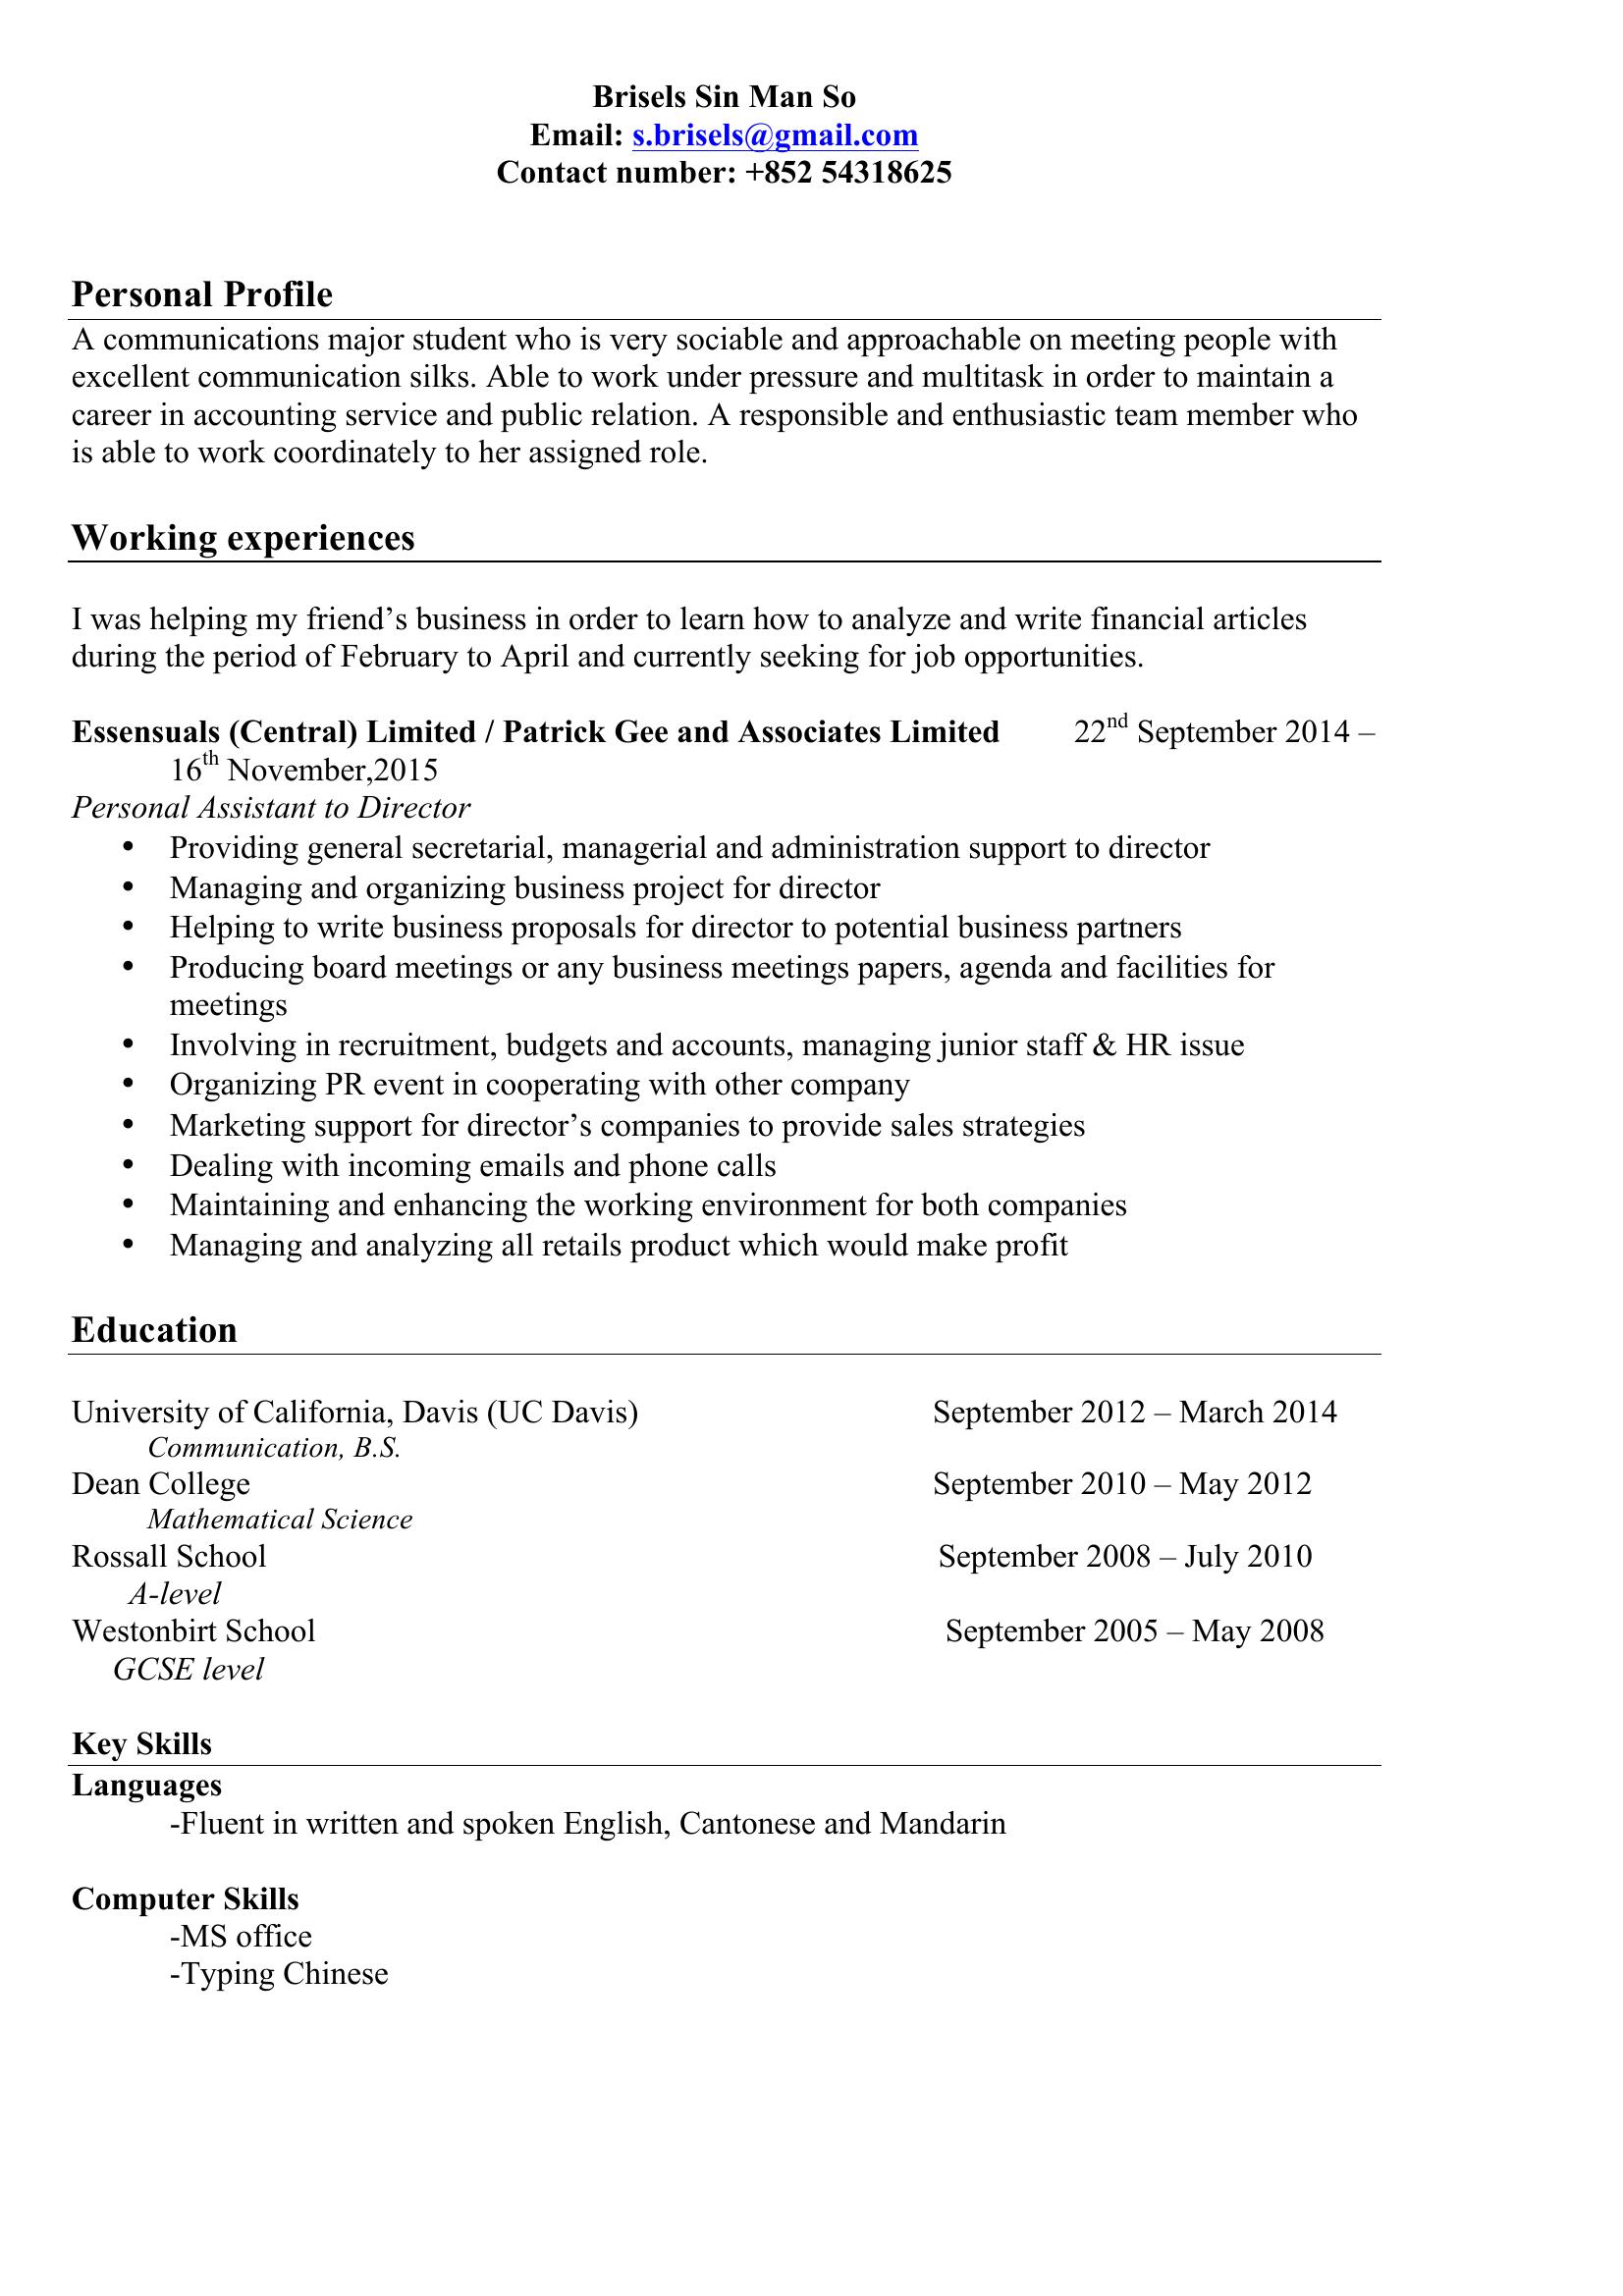 Brisels Sin Man So
Email: s.brisels@gmail.com
Contact number: +852 54318625
Personal Profile
A communications major student who is very sociable and approachable on meeting people with
excellent communication silks. Able to work under pressure and multitask in order to maintain a
career in accounting service and public relation. A responsible and enthusiastic team member who
is able to work coordinately to her assigned role.
Working experiences
I was helping my friend’s business in order to learn how to analyze and write financial articles
during the period of February to April and currently seeking for job opportunities.
Essensuals (Central) Limited / Patrick Gee and Associates Limited 22nd September 2014 –
16th November,2015
Personal Assistant to Director
• Providing general secretarial, managerial and administration support to director
• Managing and organizing business project for director
• Helping to write business proposals for director to potential business partners
• Producing board meetings or any business meetings papers, agenda and facilities for
meetings
• Involving in recruitment, budgets and accounts, managing junior staff & HR issue
• Organizing PR event in cooperating with other company
• Marketing support for director’s companies to provide sales strategies
• Dealing with incoming emails and phone calls
• Maintaining and enhancing the working environment for both companies
• Managing and analyzing all retails product which would make profit
Education
University of California, Davis (UC Davis) September 2012 – March 2014
Communication, B.S.
Dean College September 2010 – May 2012
Mathematical Science
Rossall School September 2008 – July 2010
A-level
Westonbirt School September 2005 – May 2008
GCSE level
Key Skills
Languages
-Fluent in written and spoken English, Cantonese and Mandarin
Computer Skills
-MS office
-Typing Chinese